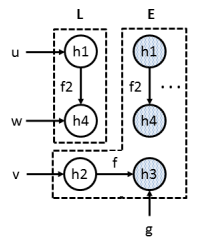 L E
u h1 h1
f2 f2 ...
w h4 h4
v h2 f h3
g